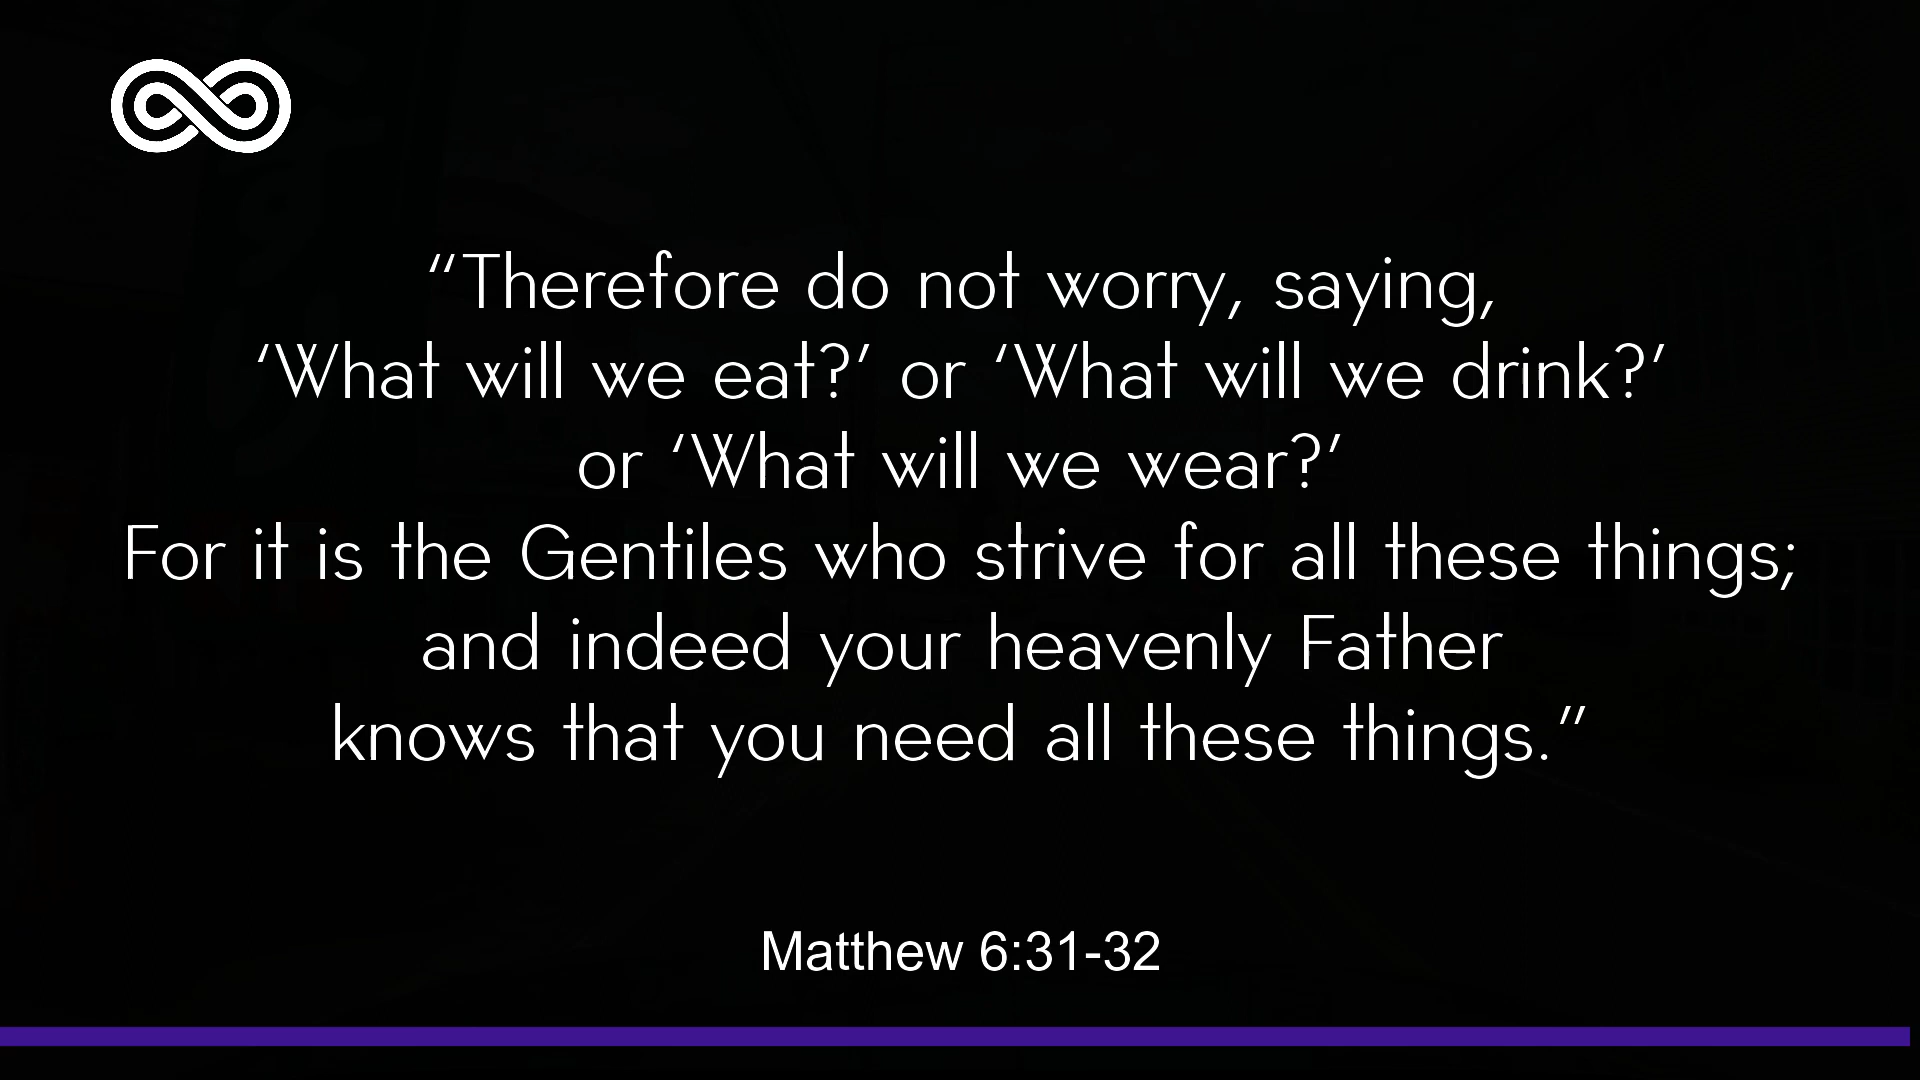 “Therefore do not worry, saying,
‘What will we eat?’ or ‘What will we drink?’
or ‘What will we wear?’
For it is the Gentiles who strive for all these things;
and indeed your heavenly Father
knows that you need all these things.”
Matthew 6:31-32